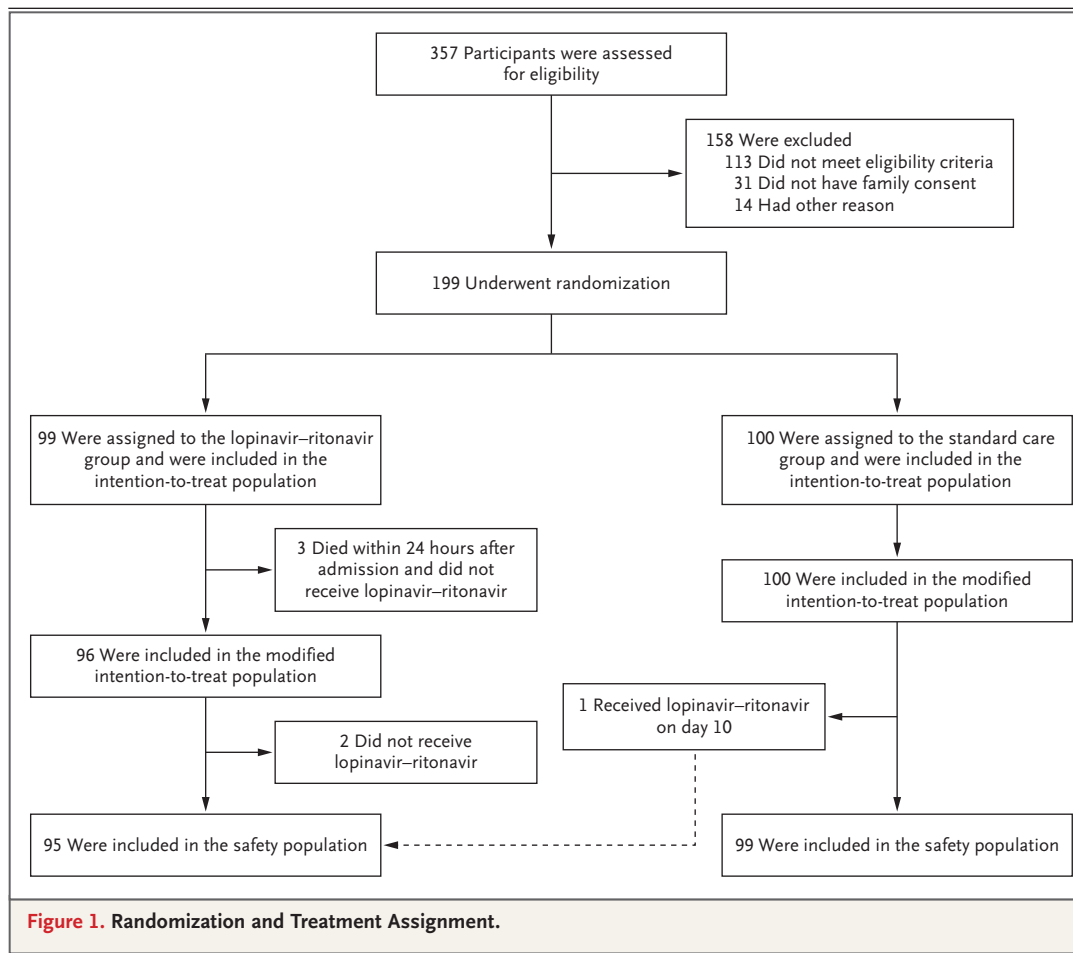 357 Participants were assessed
for eligibility
158 Were excluded
113 Did not meet eligibility criteria
31 Did not have family consent
14 Had other reason
199 Underwent randomization
99 Were assigned to the lopinavir–ritonavir
group and were included in the
intention-to-treat population
100 Were assigned to the standard care
group and were included in the
intention-to-treat population
3 Died within 24 hours after
admission and did not
receive lopinavir–ritonavir
100 Were included in the modified
intention-to-treat population
96 Were included in the modified
intention-to-treat population
1 Received lopinavir–ritonavir
on day 10
2 Did not receive
lopinavir–ritonavir
95 Were included in the safety population
99 Were included in the safety population
Figure 1. Randomization and Treatment Assignment.